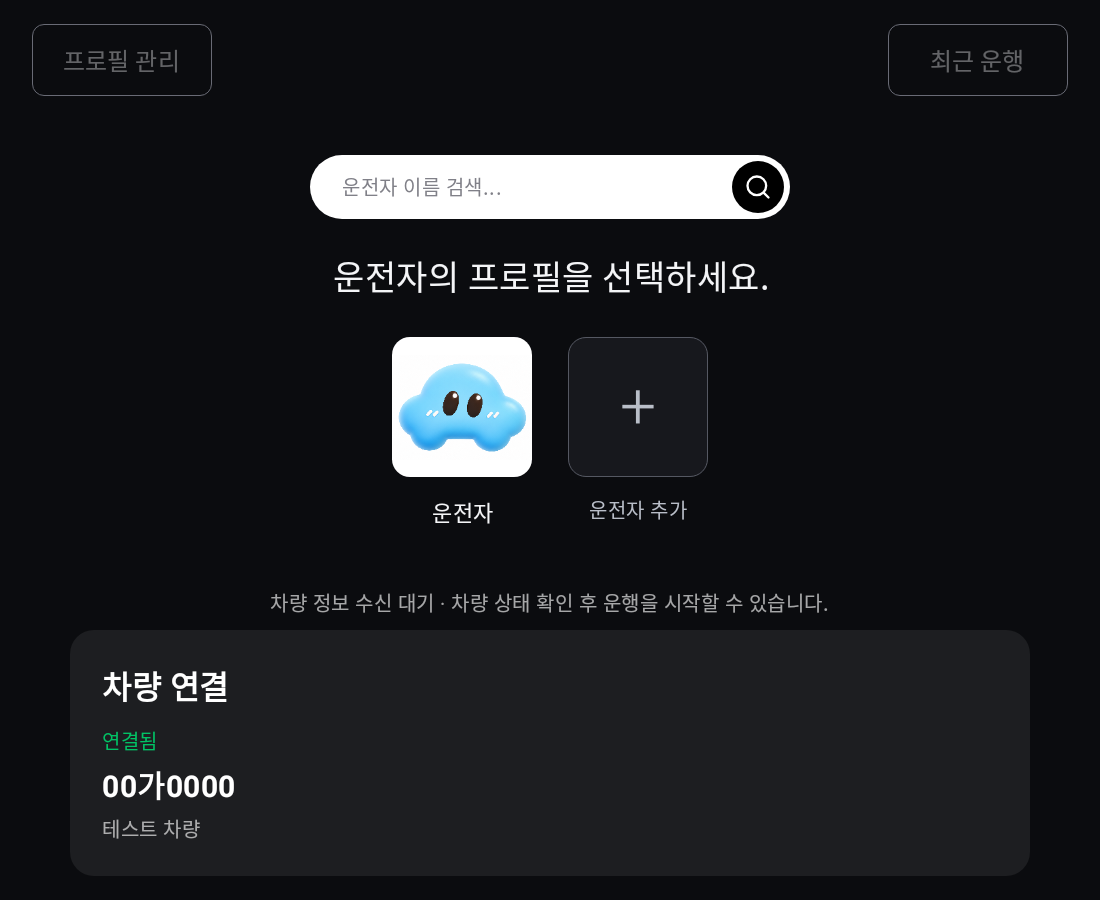 프로필 관리
최근 운행
운전자 이름 검색...
운전자의 프로필을 선택하세요.
운전자
운전자 추가
차량 정보 수신 대기 · 차량 상태 확인 후 운행을 시작할 수 있습니다.
차량 연결
연결됨
00가0000
테스트 차량